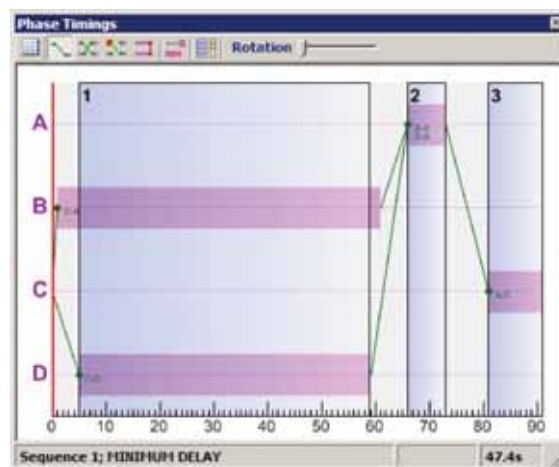 Phase Timings
Rotation
1 2 3
A
B
C
D
0 10 20 30 40 50 60 70 80 90
Sequence 1; MINIMUM DELAY 47.4s